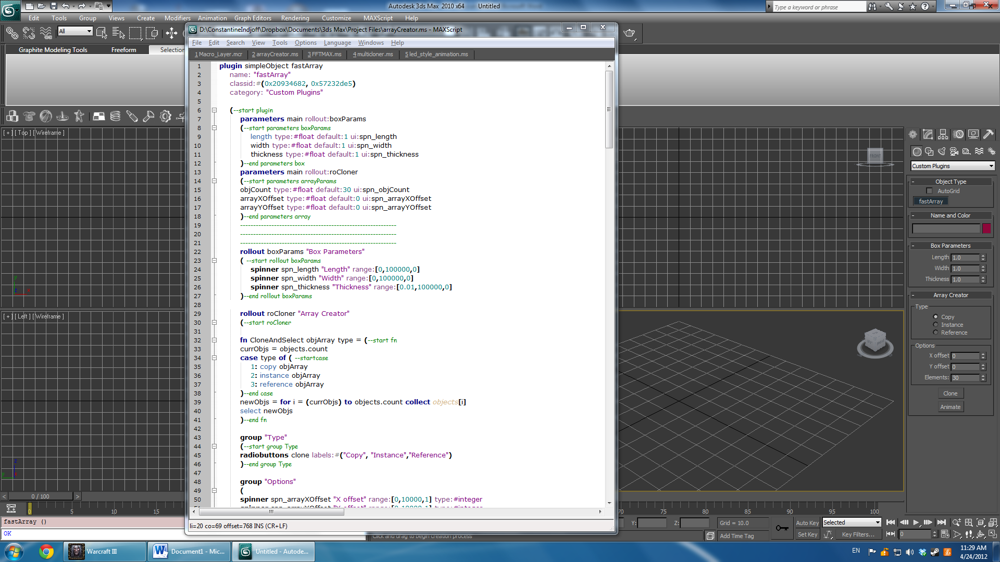 Autodesk 3ds Max 2010 x64 Untitled
Type a keyword or phrase
Edit Tools Group Views Create Modifiers Animation Graph Editors Rendering Customize MAXScript Help
All
Graphite Modeling Tools Freeform Selection
D:\ConstantineIndjoff\Dropbox\Documents\3ds Max\Project Files\arrayCreator.ms - MAXScript
File Edit Search View Tools Options Language Windows Help
1 Macro_Layer.mcr 2 arrayCreator.ms 3 FFTMAX.ms 4 multicloner.ms 5 led_style_animation.ms
1 plugin simpleObject fastArray
2 name: "fastArray"
3 classid:#(0x20934682, 0x57232de5)
4 category: "Custom Plugins"
5
6 (--start plugin
7 parameters main rollout:boxParams
8 (--start parameters boxParams
9 length type:#float default:1 ui:spn_length
10 width type:#float default:1 ui:spn_width
11 thickness type:#float default:1 ui:spn_thickness
12 )--end parameters box
13 parameters main rollout:roCloner
14 (--start parameters arrayParams
15 objCount type:#float default:30 ui:spn_objCount
16 arrayXOffset type:#float default:0 ui:spn_arrayXOffset
17 arrayYOffset type:#float default:0 ui:spn_arrayYOffset
18 )--end parameters array
19 ------------------------------------------------------------
20 ------------------------------------------------------------
21 ------------------------------------------------------------
22 rollout boxParams "Box Parameters"
23 ( --start rollout boxParams
24 spinner spn_length "Length" range:[0,100000,0]
25 spinner spn_width "Width" range:[0,100000,0]
26 spinner spn_thickness "Thickness" range:[0.01,100000,0]
27 )--end rollout boxParams
28
29 rollout roCloner "Array Creator"
30 (--start roCloner
31
32 fn CloneAndSelect objArray type = (--start fn
33 currObjs = objects.count
34 case type of ( --startcase
35 1: copy objArray
36 2: instance objArray
37 3: reference objArray
38 )--end case
39 newObjs = for i = (currObjs) to objects.count collect objects[i]
40 select newObjs
41 )--end fn
42
43 group "Type"
44 (--start group Type
45 radiobuttons clone labels:#("Copy", "Instance","Reference")
46 )--end group Type
47
48 group "Options"
49 (
50 spinner spn_arrayXOffset "X offset" range:[0,10000,1] type:#integer
li=20 co=69 offset=768 INS (CR+LF)
[ + ] [ Top ] [ Wireframe ]
y
z x
[ + ] [ Left ] [ Wireframe ]
z
y
FRONT
Custom Plugins
- Object Type
AutoGrid
fastArray
- Name and Color
- Box Parameters
Length 1.0
Width 1.0
Thickness 1.0
- Array Creator
Type
Copy
Instance
Reference
Options
X offset 0
Y offset 0
Elements: 30
Clone
Animate
< 0 / 100 >
0 5 10 15 70 75 80 85 90 95 100
fastArray ()
OK
Y: Z: Grid = 10.0
Click and drag to begin creation process
Add Time Tag
Auto Key Selected
Set Key Key Filters...
0
Warcraft III
Document1 - Mic...
Untitled - Autode...
EN
11:29 AM
4/24/2012